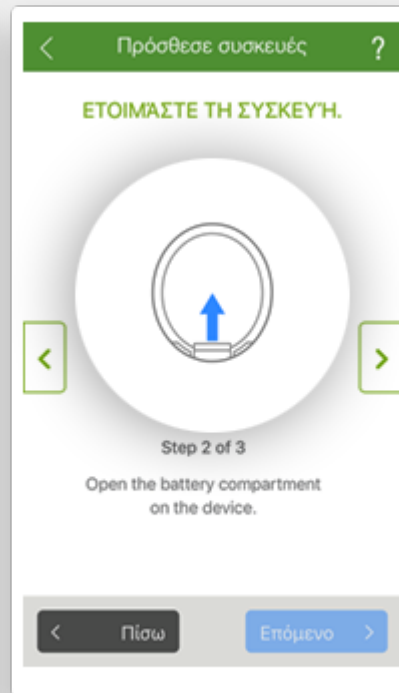 Πρόσθεσε συσκευές ?
ΕΤΟΙΜΆΣΤΕ ΤΗ ΣΥΣΚΕΥΉ.
Step 2 of 3
Open the battery compartment
on the device.
Πίσω
Επόμενο